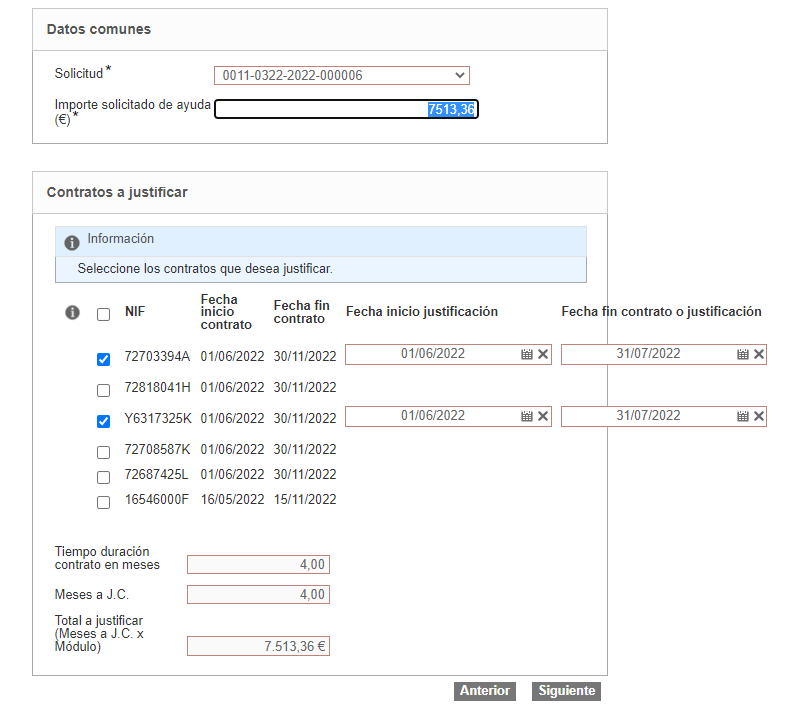 Datos comunes
Solicitud *
0011-0322-2022-000006
Importe solicitado de ayuda
(€) *
7513,36
Contratos a justificar
Información
Seleccione los contratos que desea justificar.
NIF
Fecha
inicio
contrato
Fecha fin
contrato
Fecha inicio justificación
Fecha fin contrato o justificación
72703394A 01/06/2022 30/11/2022 01/06/2022 31/07/2022
72818041H 01/06/2022 30/11/2022
Y6317325K 01/06/2022 30/11/2022 01/06/2022 31/07/2022
72708587K 01/06/2022 30/11/2022
72687425L 01/06/2022 30/11/2022
16546000F 16/05/2022 15/11/2022
Tiempo duración
contrato en meses
4,00
Meses a J.C.
4,00
Total a justificar
(Meses a J.C. x
Módulo)
7.513,36 €
Anterior
Siguiente